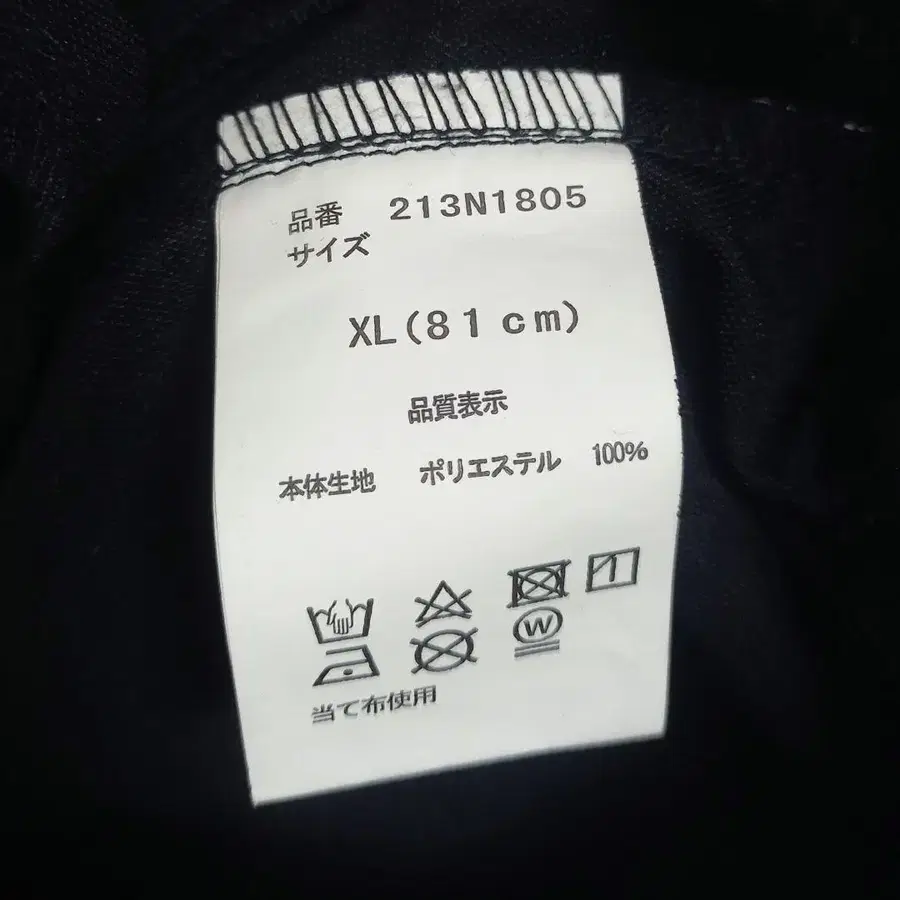 品番 213N1805
サイズ
XL(81cm)
品質表示
本体生地 ポリエステル 100%
W
当て布使用